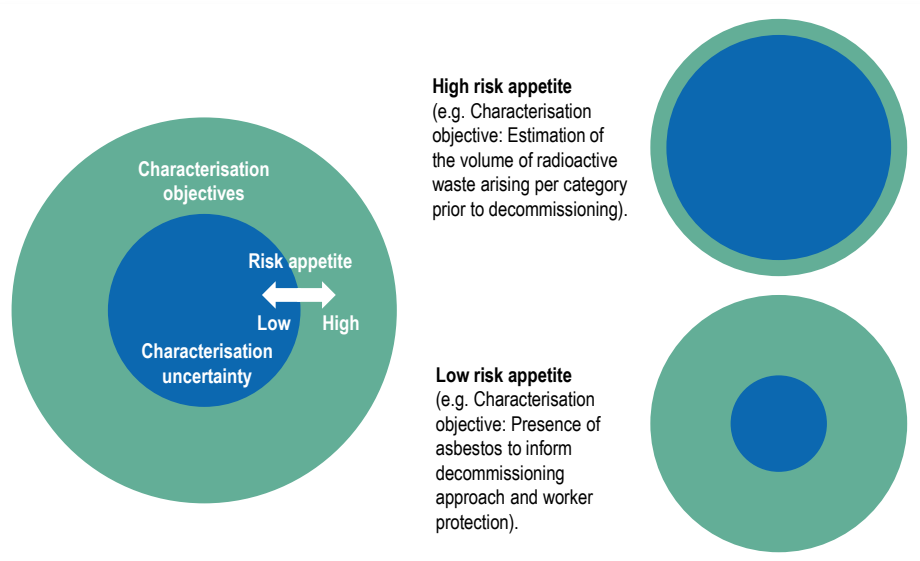 Characterisation
objectives
Risk appetite
Low High
Characterisation
uncertainty
High risk appetite
(e.g. Characterisation
objective: Estimation of
the volume of radioactive
waste arising per category
prior to decommissioning).
Low risk appetite
(e.g. Characterisation
objective: Presence of
asbestos to inform
decommissioning
approach and worker
protection).